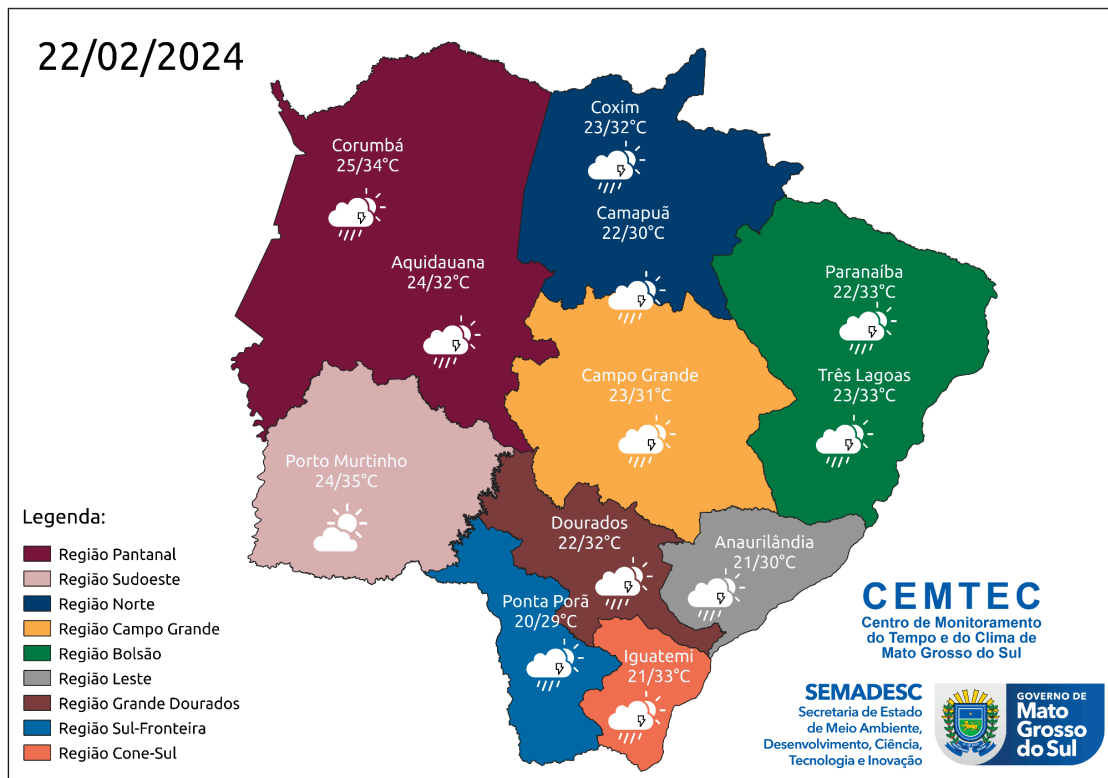 22/02/2024
Coxim
23/32°C
Corumbá
25/34°C
Camapuã
22/30°C
Aquidauana
24/32°C
Paranaíba
22/33°C
Campo Grande
23/31°C
Três Lagoas
23/33°C
Porto Murtinho
24/35°C
Dourados
22/32°C
Anaurilândia
21/30°C
Ponta Porã
20/29°C
Iguatemi
21/33°C
Legenda:
Região Pantanal
Região Sudoeste
Região Norte
Região Campo Grande
Região Bolsão
Região Leste
Região Grande Dourados
Região Sul-Fronteira
Região Cone-Sul
CEMTEC
Centro de Monitoramento
do Tempo e do Clima de
Mato Grosso do Sul
SEMADESC
Secretaria de Estado
de Meio Ambiente,
Desenvolvimento, Ciência,
Tecnologia e Inovação
GOVERNO DE
Mato
Grosso
do Sul